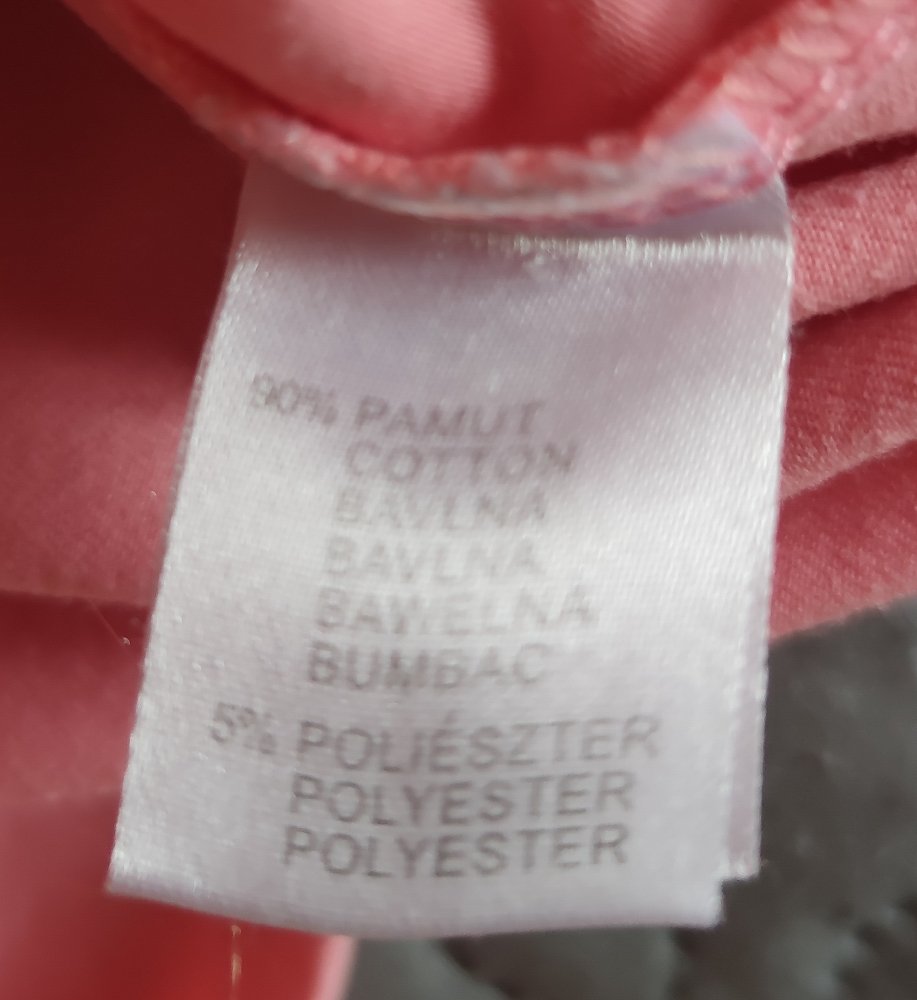 90% PAMUT
COTTON
BAVLNA
BAVLNA
BAWEŁNA
BUMBAC
5% POLIÉSZTER
POLYESTER
POLYESTER